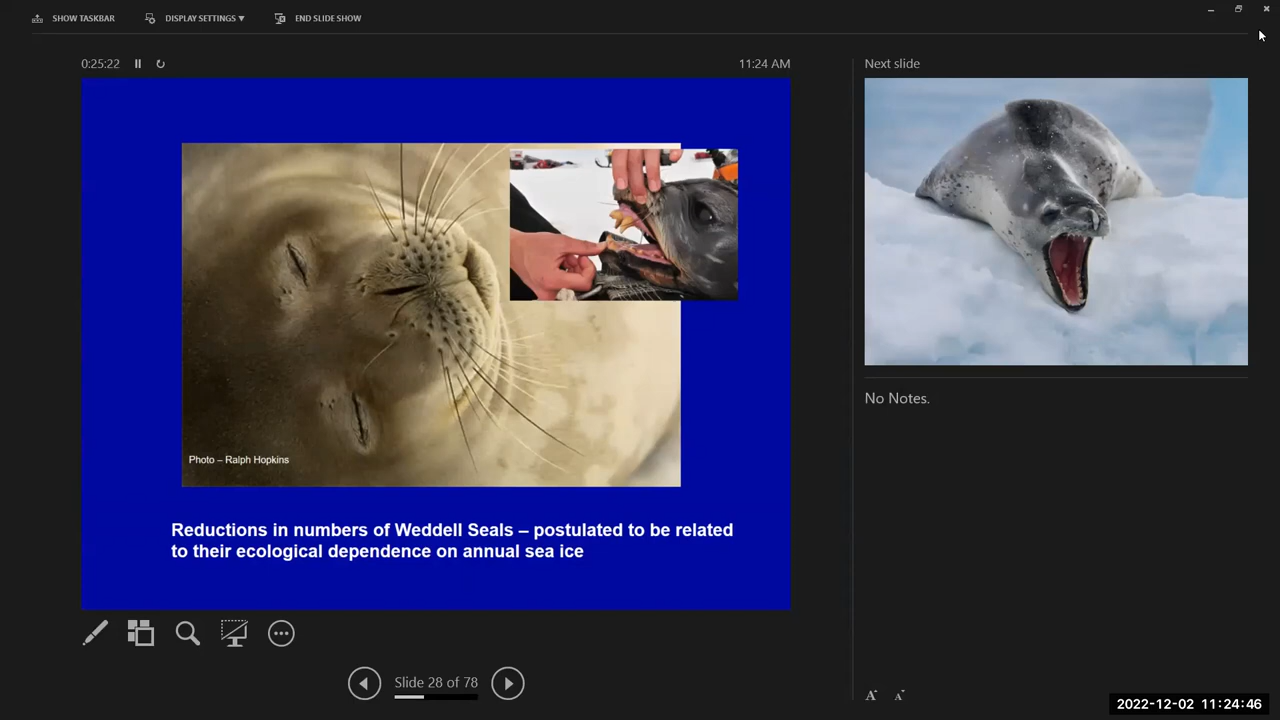 SHOW TASKBAR
DISPLAY SETTINGS ▼
END SLIDE SHOW
0:25:22
11:24 AM
Photo – Ralph Hopkins
Reductions in numbers of Weddell Seals – postulated to be related
to their ecological dependence on annual sea ice
Slide 28 of 78
Next slide
No Notes.
A A
2022-12-02 11:24:46